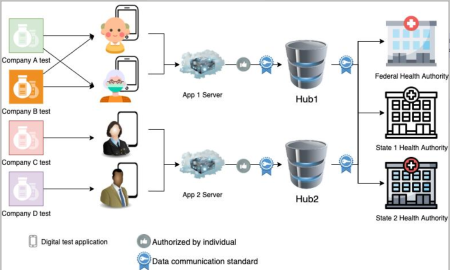 Company A test
Company B test
Company C test
Company D test
App 1 Server
App 2 Server
Hub1
Hub2
Federal Health Authority
State 1 Health Authority
State 2 Health Authority
Digital test application
Authorized by individual
Data communication standard